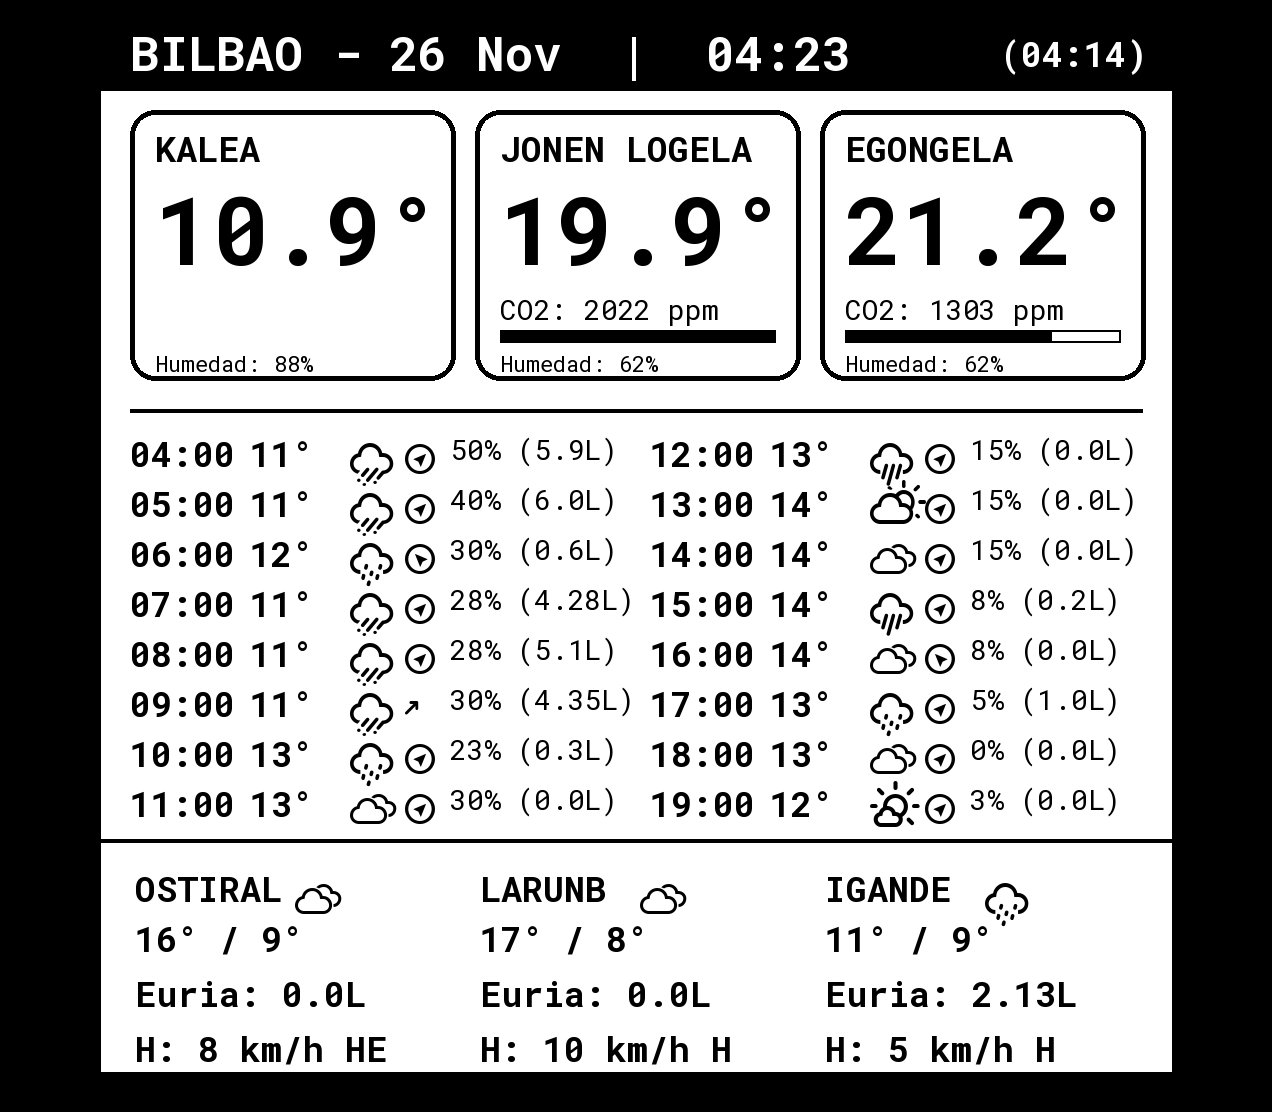 BILBAO - 26 Nov | 04:23 (04:14)
KALEA
10.9°
Humedad: 88%
JONEN LOGELA
19.9°
CO2: 2022 ppm
Humedad: 62%
EGONGELA
21.2°
CO2: 1303 ppm
Humedad: 62%
04:00 11° 50% (5.9L)
05:00 11° 40% (6.0L)
06:00 12° 30% (0.6L)
07:00 11° 28% (4.28L)
08:00 11° 28% (5.1L)
09:00 11° 30% (4.35L)
10:00 13° 23% (0.3L)
11:00 13° 30% (0.0L)
12:00 13° 15% (0.0L)
13:00 14° 15% (0.0L)
14:00 14° 15% (0.0L)
15:00 14° 8% (0.2L)
16:00 14° 8% (0.0L)
17:00 13° 5% (1.0L)
18:00 13° 0% (0.0L)
19:00 12° 3% (0.0L)
OSTIRAL
16° / 9°
Euria: 0.0L
H: 8 km/h HE
LARUNB
17° / 8°
Euria: 0.0L
H: 10 km/h H
IGANDE
11° / 9°
Euria: 2.13L
H: 5 km/h H